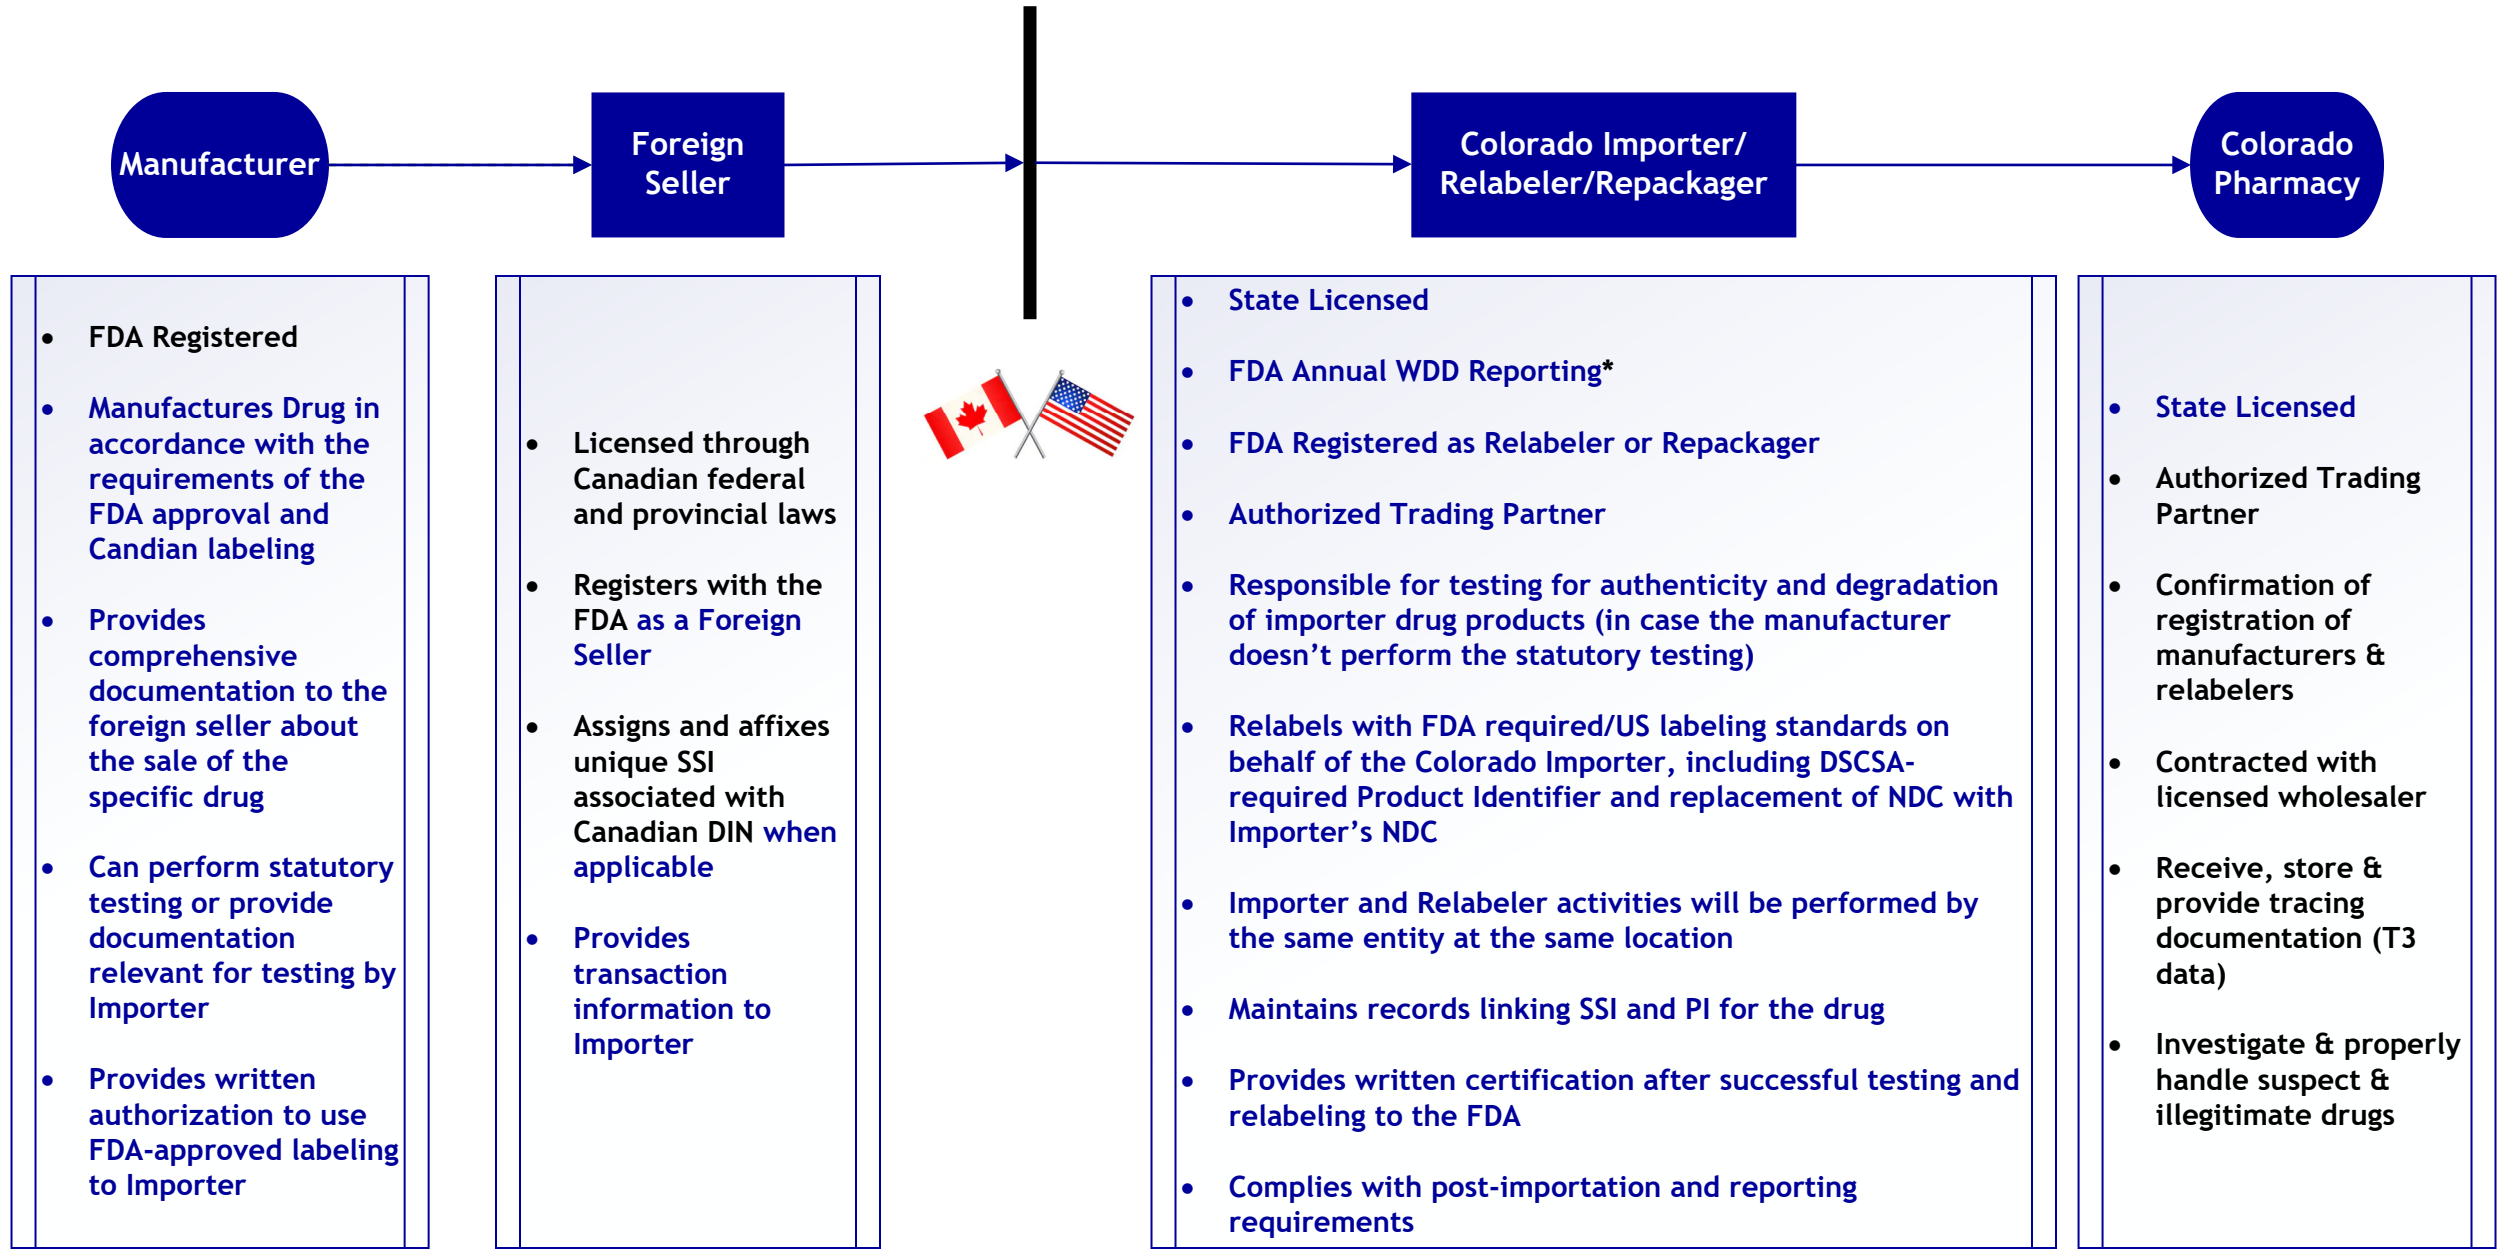 Manufacturer
Foreign
Seller
Colorado Importer/
Relabeler/Repackager
Colorado
Pharmacy
• FDA Registered
• Manufactures Drug in
accordance with the
requirements of the
FDA approval and
Candian labeling
• Provides
comprehensive
documentation to the
foreign seller about
the sale of the
specific drug
• Can perform statutory
testing or provide
documentation
relevant for testing by
Importer
• Provides written
authorization to use
FDA-approved labeling
to Importer
• Licensed through
Canadian federal
and provincial laws
• Registers with the
FDA as a Foreign
Seller
• Assigns and affixes
unique SSI
associated with
Canadian DIN when
applicable
• Provides
transaction
information to
Importer
• State Licensed
• FDA Annual WDD Reporting*
• FDA Registered as Relabeler or Repackager
• Authorized Trading Partner
• Responsible for testing for authenticity and degradation
of importer drug products (in case the manufacturer
doesn’t perform the statutory testing)
• Relabels with FDA required/US labeling standards on
behalf of the Colorado Importer, including DSCSA-
required Product Identifier and replacement of NDC with
Importer’s NDC
• Importer and Relabeler activities will be performed by
the same entity at the same location
• Maintains records linking SSI and PI for the drug
• Provides written certification after successful testing and
relabeling to the FDA
• Complies with post-importation and reporting
requirements
• State Licensed
• Authorized Trading
Partner
• Confirmation of
registration of
manufacturers &
relabelers
• Contracted with
licensed wholesaler
• Receive, store &
provide tracing
documentation (T3
data)
• Investigate & properly
handle suspect &
illegitimate drugs